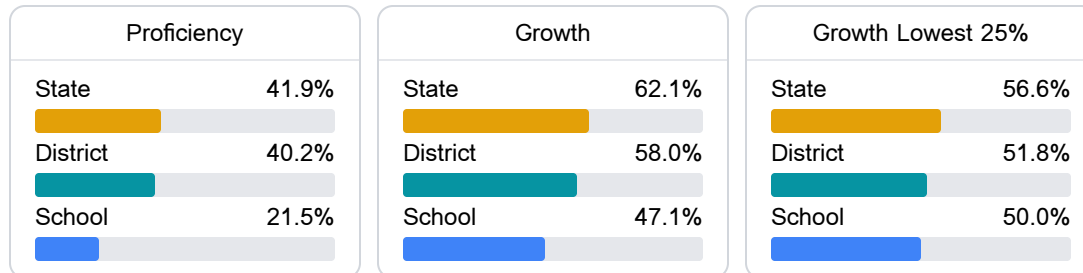 Proficiency
State 41.9%
District 40.2%
School 21.5%
Growth
State 62.1%
District 58.0%
School 47.1%
Growth Lowest 25%
State 56.6%
District 51.8%
School 50.0%